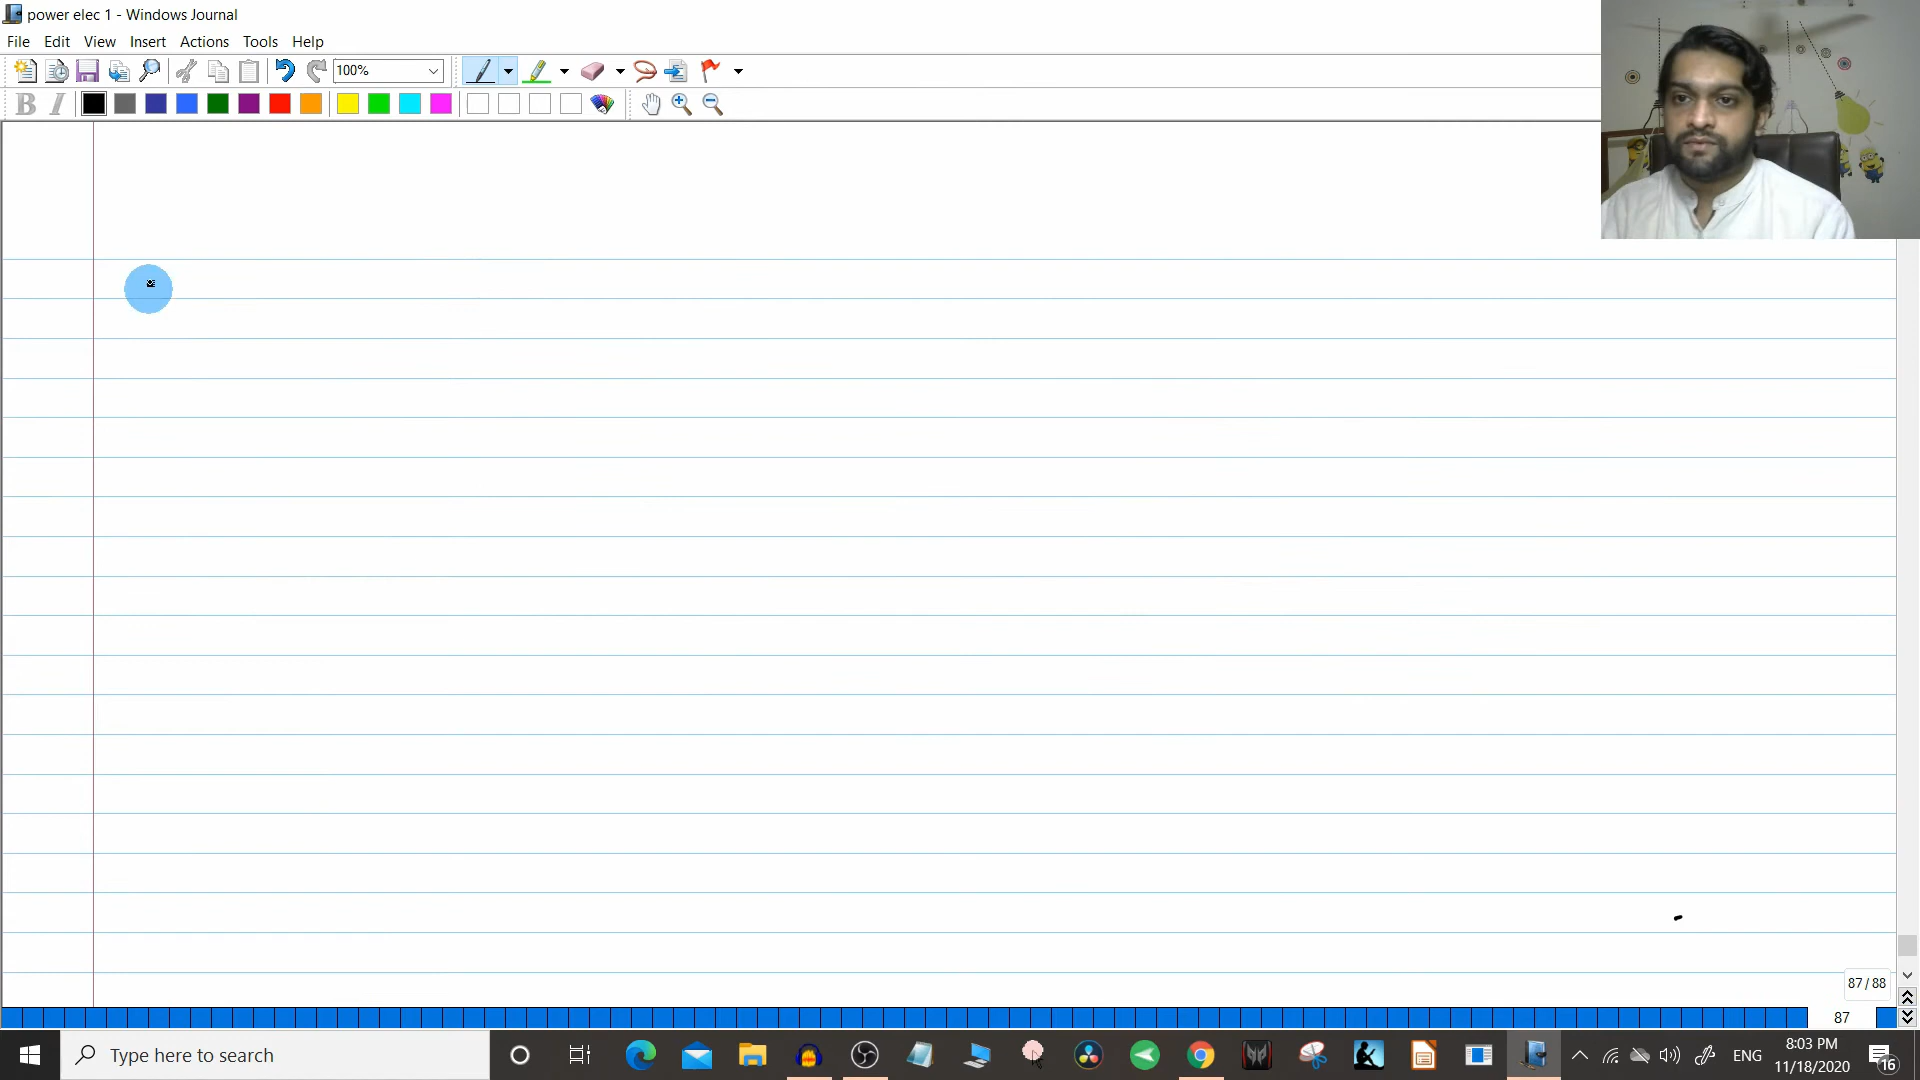 power elec 1 - Windows Journal
File Edit View Insert Actions Tools Help
100%
B I
87 / 88
87
Type here to search
ENG
8:03 PM
11/18/2020
16